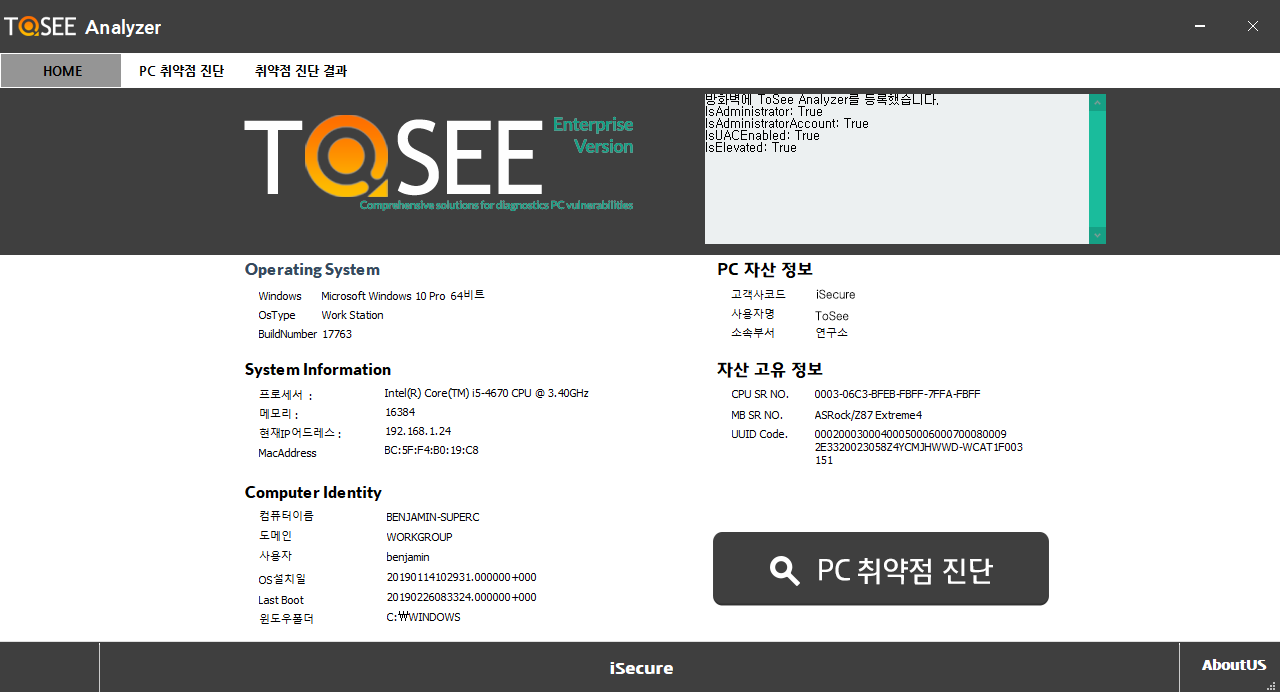 TOSEE Analyzer
HOME PC 취약점 진단 취약점 진단 결과
TOSEE
Enterprise
Version
Comprehensive solutions for diagnostics PC vulnerabilities
방화벽에 ToSee Analyzer를 등록했습니다.
IsAdministrator: True
IsAdministratorAccount: True
IsUACEnabled: True
IsElevated: True
Operating System
Windows Microsoft Windows 10 Pro 64비트
OsType Work Station
BuildNumber 17763
System Information
프로세서 : Intel(R) Core(TM) i5-4670 CPU @ 3.40GHz
메모리 : 16384
현재IP어드레스 : 192.168.1.24
MacAddress BC:5F:F4:B0:19:C8
Computer Identity
컴퓨터이름 BENJAMIN-SUPERC
도메인 WORKGROUP
사용자 benjamin
OS설치일 20190114102931.000000+000
Last Boot 20190226083324.000000+000
윈도우폴더 C:₩WINDOWS
PC 자산 정보
고객사코드 iSecure
사용자명 ToSee
소속부서 연구소
자산 고유 정보
CPU SR NO. 0003-06C3-BFEB-FBFF-7FFA-FBFF
MB SR NO. ASRock/Z87 Extreme4
UUID Code. 00020003000400050006000700080009
2E3320023058Z4YCMJHWWD-WCAT1F003
151
PC 취약점 진단
iSecure
AboutUS